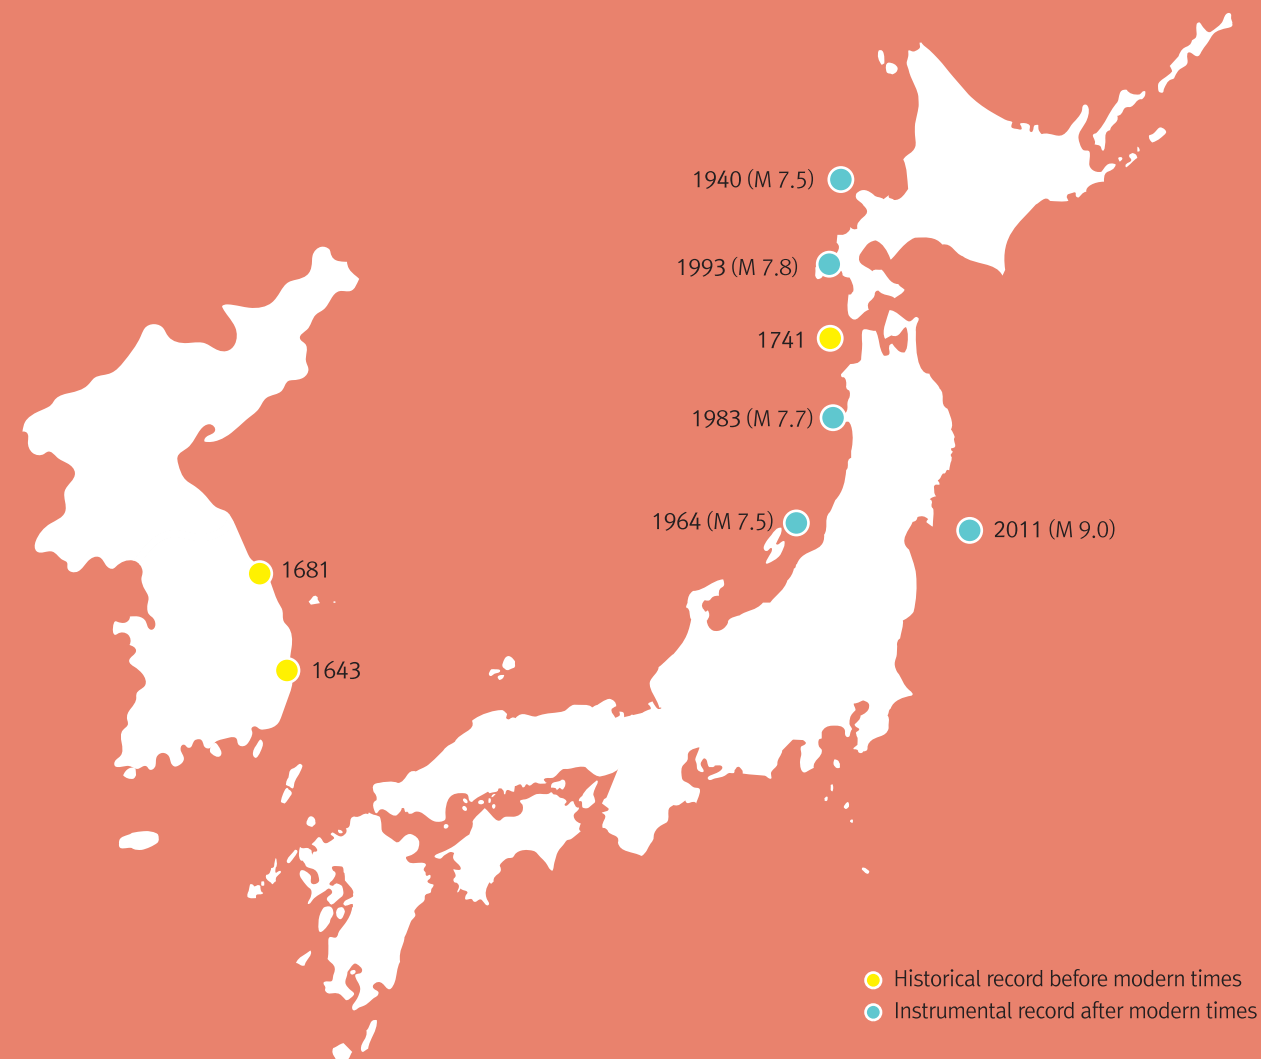 1940 (M 7.5)
1993 (M 7.8)
1741
1983 (M 7.7)
1964 (M 7.5)
2011 (M 9.0)
1681
1643
Historical record before modern times
Instrumental record after modern times